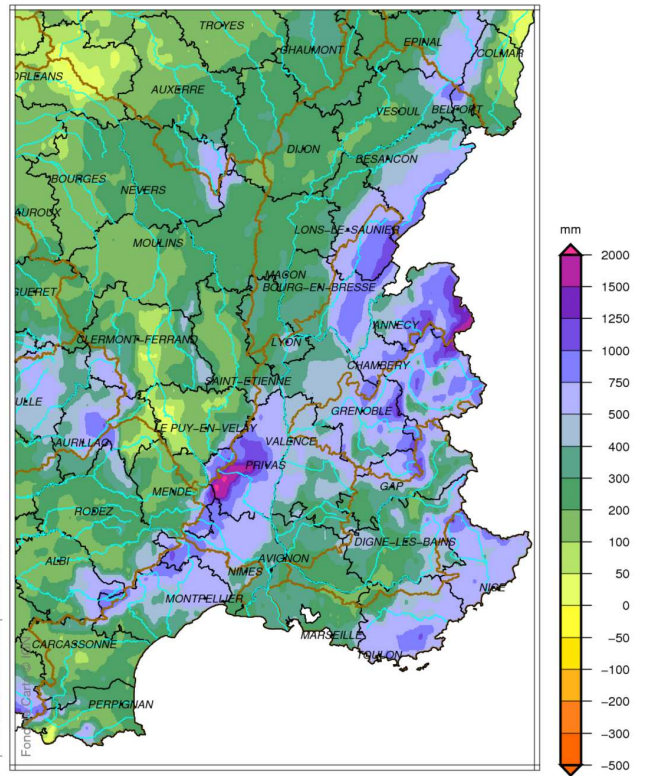 TROYES
EPINAL
CHAUMONT
COLMAR
ORLEANS
AUXERRE
VESOUL
BELFORT
DIJON
BESANCON
BOURGES
NEVERS
AUROUX
LONS-LE-SAUNIER
MOULINS
MACON
BOURG-EN-BRESSE
GUERET
ANNECY
CLERMONT-FERRAND
LYON
CHAMBERY
SAINT-ETIENNE
ULLE
GRENOBLE
LE PUY-EN-VELAY
AURILLAC
VALENCE
PRIVAS
MENDE
GAP
RODEZ
DIGNE-LES-BAINS
ALBI
AVIGNON
NIMES
NICE
MONTPELLIER
MARSEILLE
CARCASSONNE
TOULON
PERPIGNAN
mm
2000
1500
1000
750
500
400
300
200
100
50
0
-50
-100
-200
-300
-500